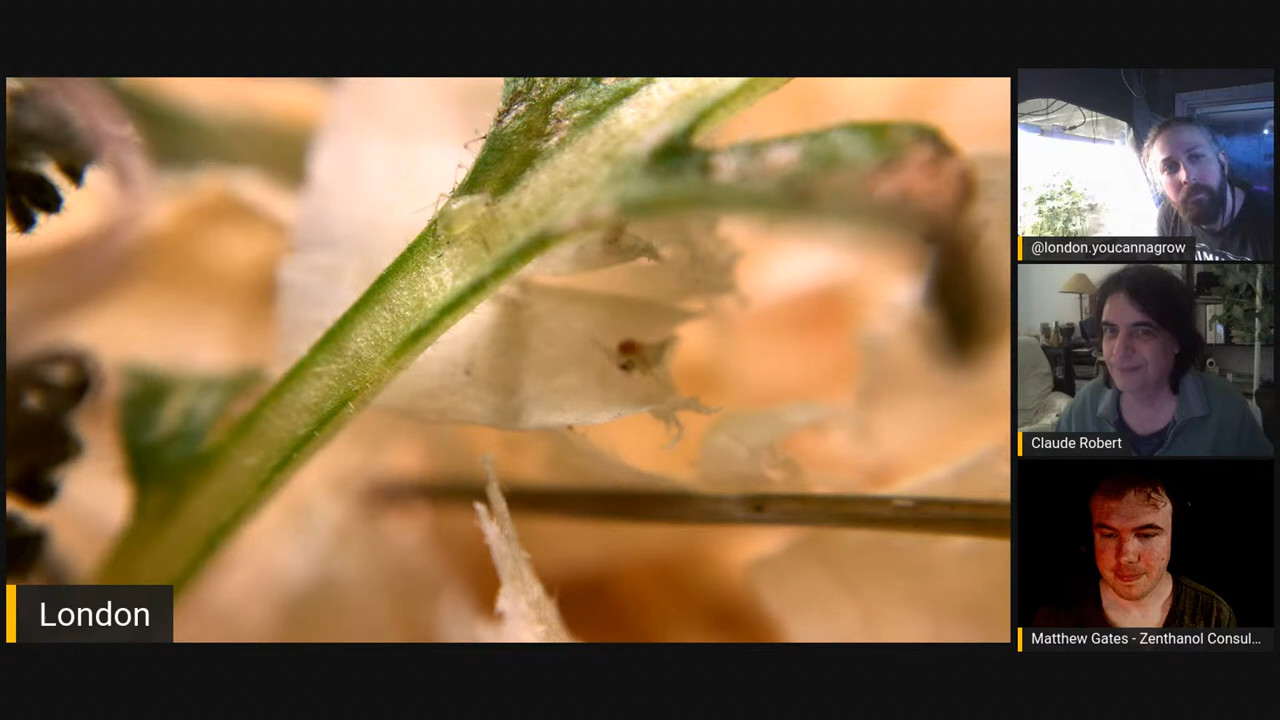 London
@london.youcannagrow
Claude Robert
Matthew Gates - Zenthanol Consul...